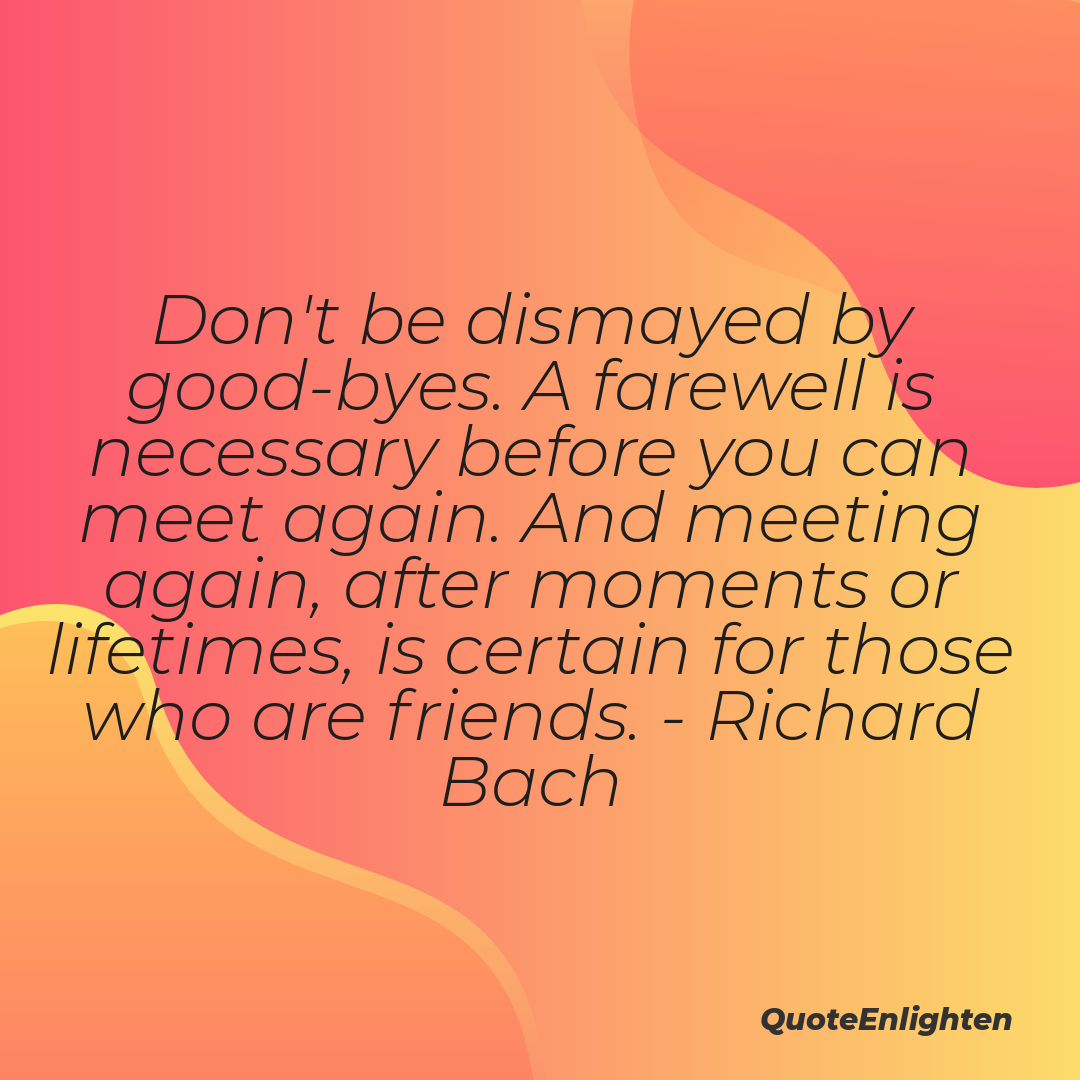 Don't be dismayed by
good-byes. A farewell is
necessary before you can
meet again. And meeting
again, after moments or
lifetimes, is certain for those
who are friends. - Richard
Bach
QuoteEnlighten